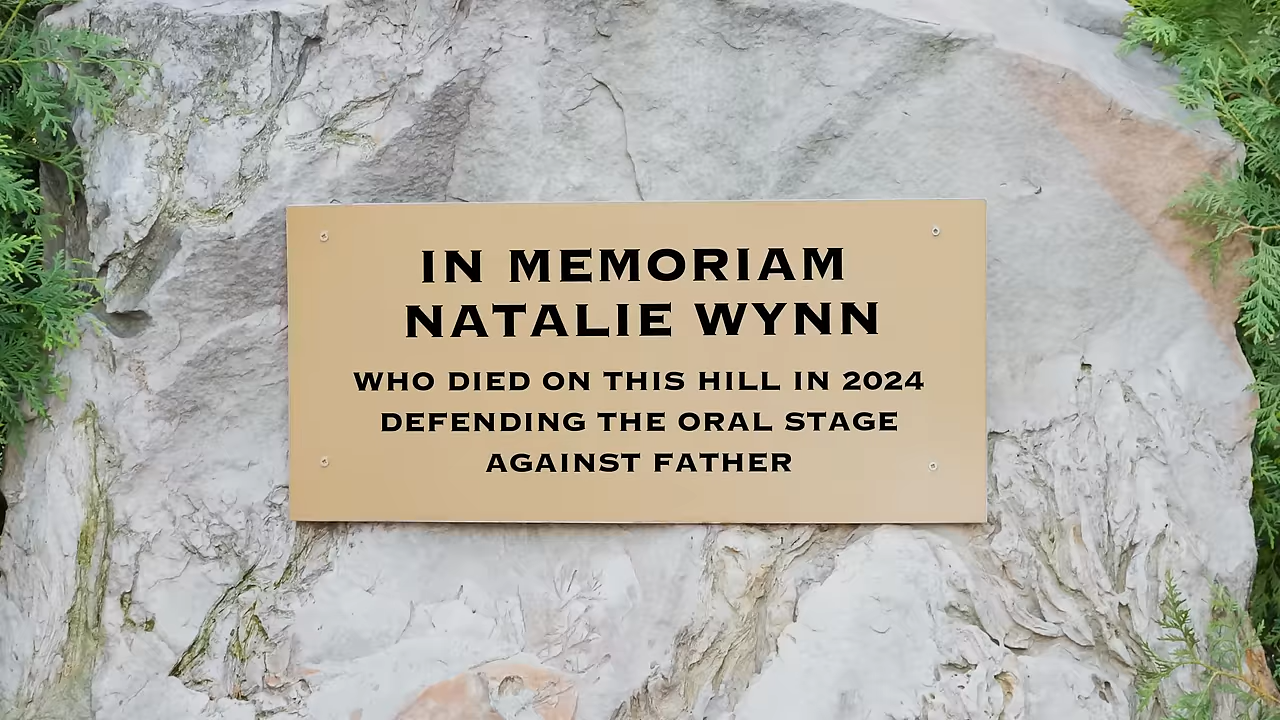 IN MEMORIAM
NATALIE WYNN
WHO DIED ON THIS HILL IN 2024
DEFENDING THE ORAL STAGE
AGAINST FATHER